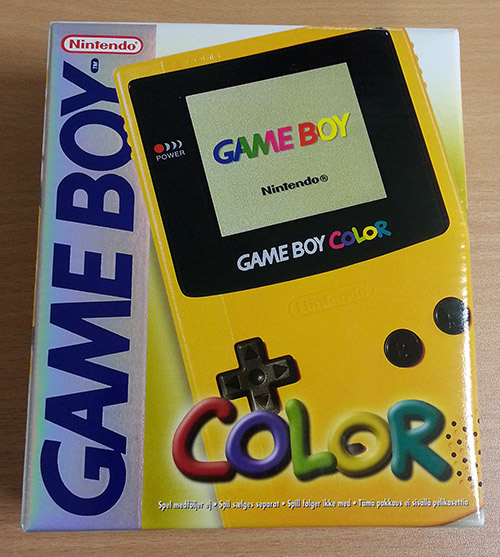 Nintendo®
GAME BOY™
POWER
GAME BOY
Nintendo®
GAME BOY COLOR
Nintendo
B
A
COLOR
Spel medföljer ej • Spil sælges separat • Spill følger ikke med • Tämä pakkaus ei sisällä pelikasettia